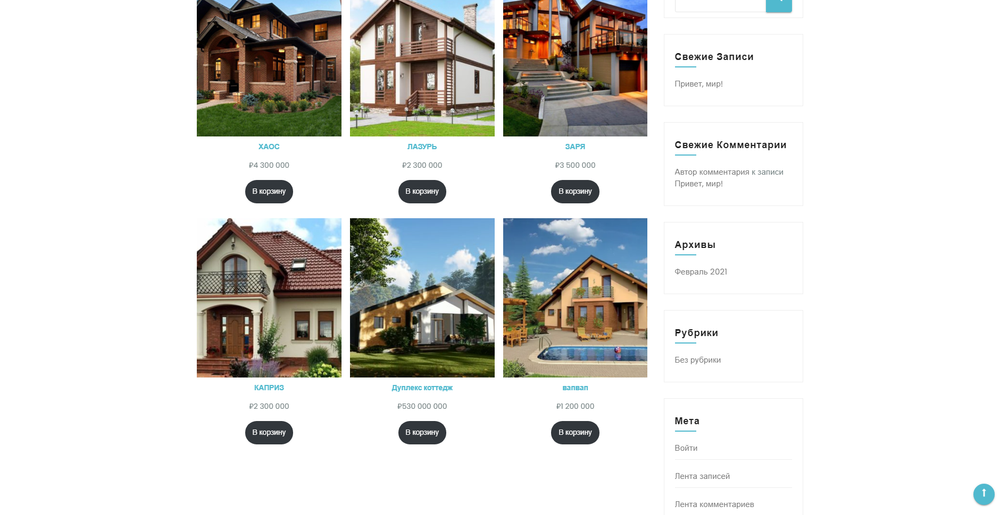 ХАОС
₽4 300 000
В корзину
ЛАЗУРЬ
₽2 300 000
В корзину
ЗАРЯ
₽3 500 000
В корзину
КАПРИЗ
₽2 300 000
В корзину
Дуплекс коттедж
₽530 000 000
В корзину
вапвап
₽1 200 000
В корзину
Свежие Записи
Привет, мир!
Свежие Комментарии
Автор комментария к записи
Привет, мир!
Архивы
Февраль 2021
Рубрики
Без рубрики
Мета
Войти
Лента записей
Лента комментариев